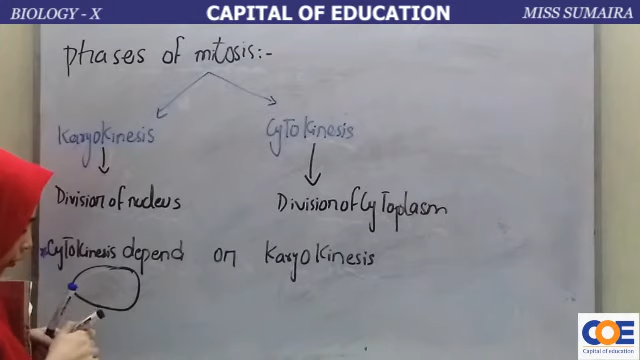 BIOLOGY - X CAPITAL OF EDUCATION MISS SUMAIRA
phases of mitosis:-
Karyokinesis CyTokinesis
Division of nucleus Division of CyToplasm
CyTokinesis depend on Karyokinesis
COE
Capital of education